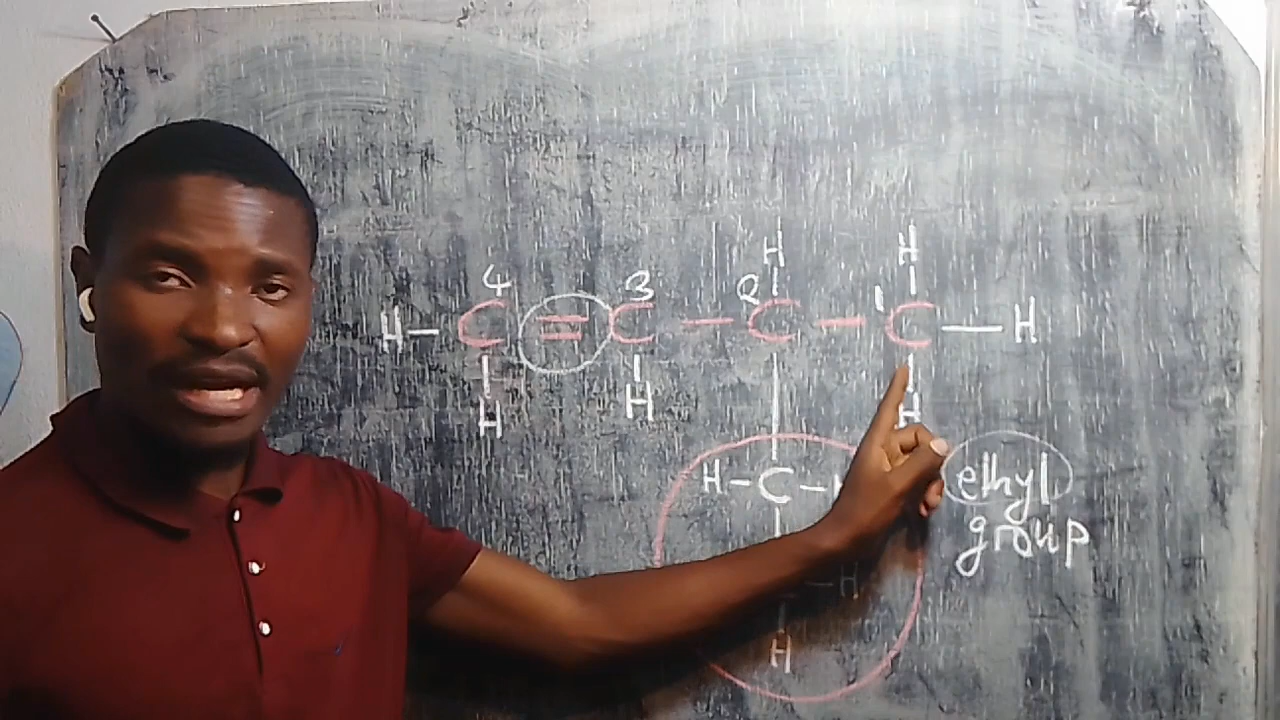 H H
4 3 2 1
H–C=C–C–C–H
H H H
H–C–
ethyl
group
–H
H